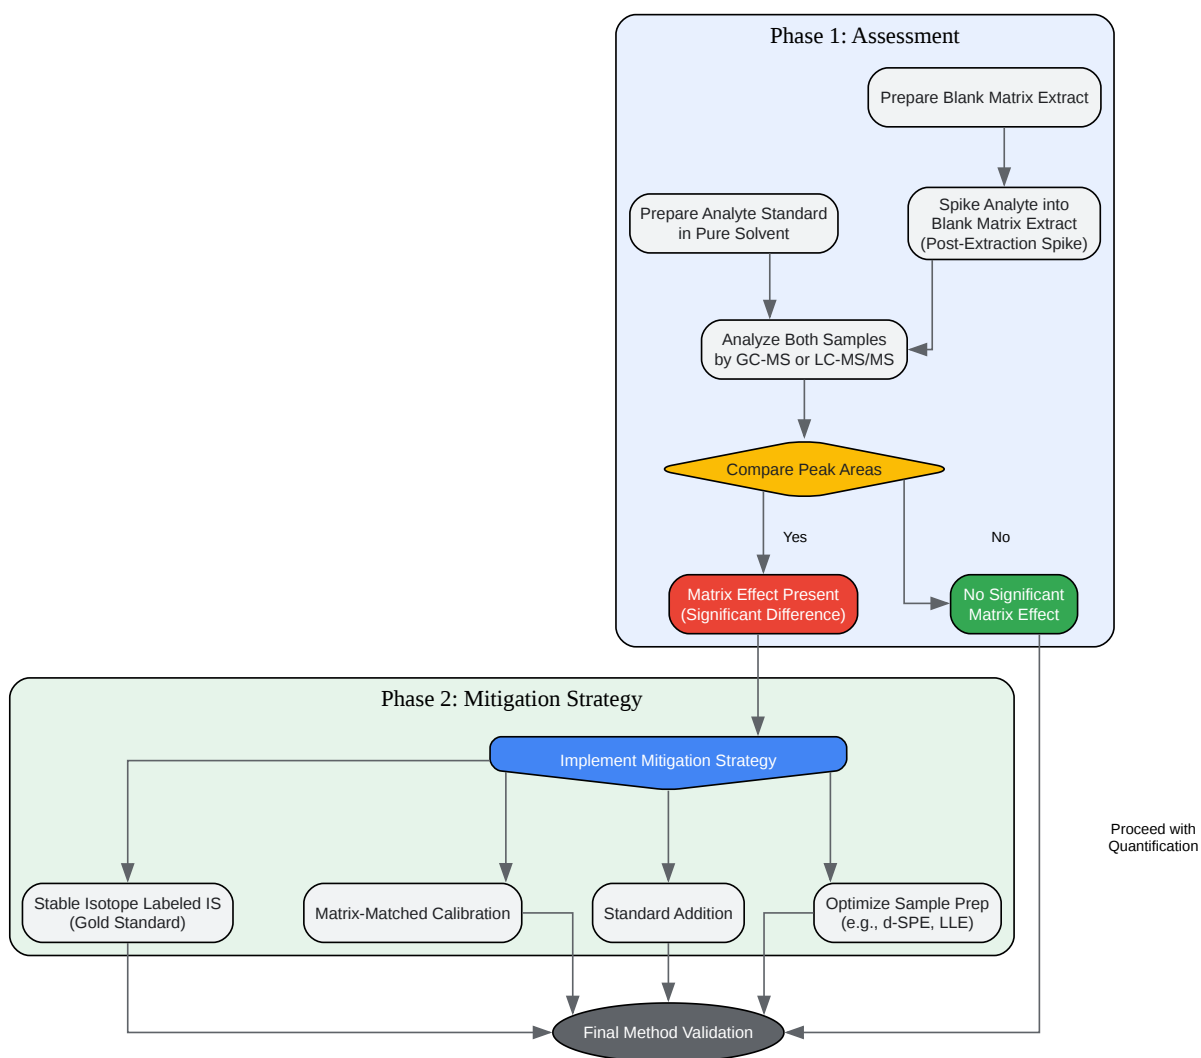 Phase 1: Assessment
Prepare Blank Matrix Extract
Prepare Analyte Standard
in Pure Solvent
Spike Analyte into
Blank Matrix Extract
(Post-Extraction Spike)
Analyze Both Samples
by GC-MS or LC-MS/MS
Compare Peak Areas
Yes
No
Matrix Effect Present
(Significant Difference)
No Significant
Matrix Effect
Phase 2: Mitigation Strategy
Implement Mitigation Strategy
Proceed with
Quantification
Stable Isotope Labeled IS
(Gold Standard)
Matrix-Matched Calibration
Standard Addition
Optimize Sample Prep
(e.g., d-SPE, LLE)
Final Method Validation